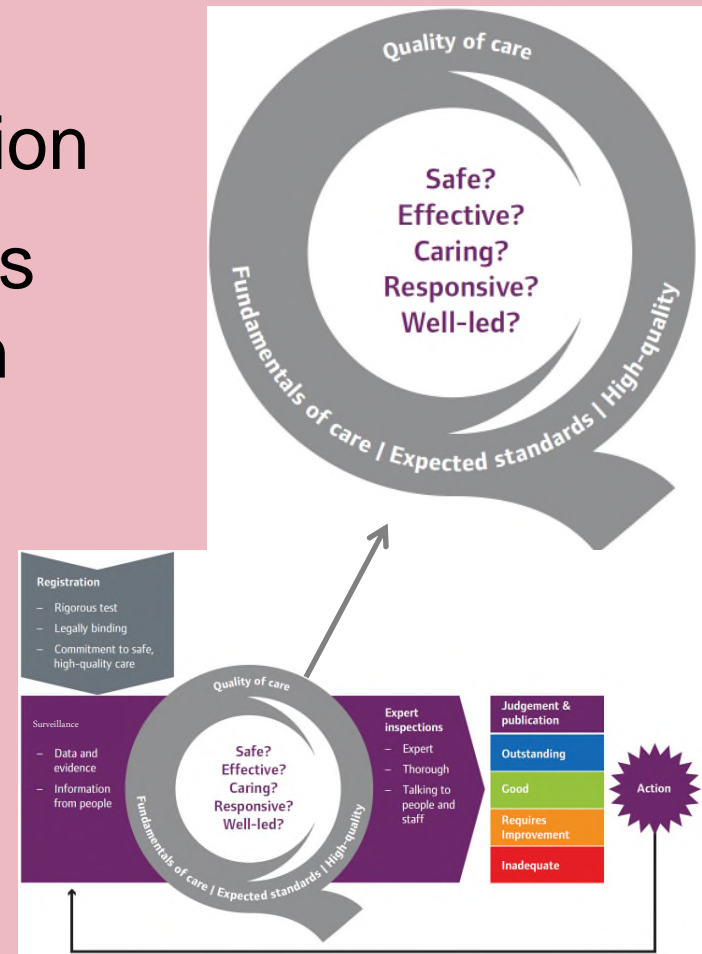 ion
s
n
Quality of care
Safe?
Effective?
Caring?
Responsive?
Well-led?
Fundamentals of care | Expected standards | High-quality
Registration
– Rigorous test
– Legally binding
– Commitment to safe,
high-quality care
Surveillance
– Data and
evidence
– Information
from people
Quality of care
Safe?
Effective?
Caring?
Responsive?
Well-led?
Fundamentals of care | Expected standards | High-quality
Expert
inspections
– Expert
– Thorough
– Talking to
people and
staff
Judgement &
publication
Outstanding
Good
Requires
Improvement
Inadequate
Action